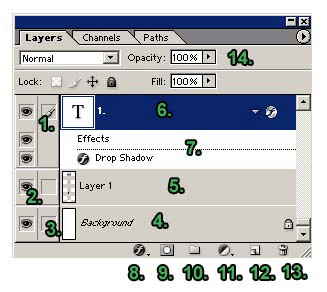 Layers Channels Paths
Normal Opacity: 100% 14.
Lock: Fill: 100%
1. T 1. 6.
Effects 7.
Drop Shadow
2. Layer 1 5.
3. Background 4.
8. 9. 10. 11. 12. 13.